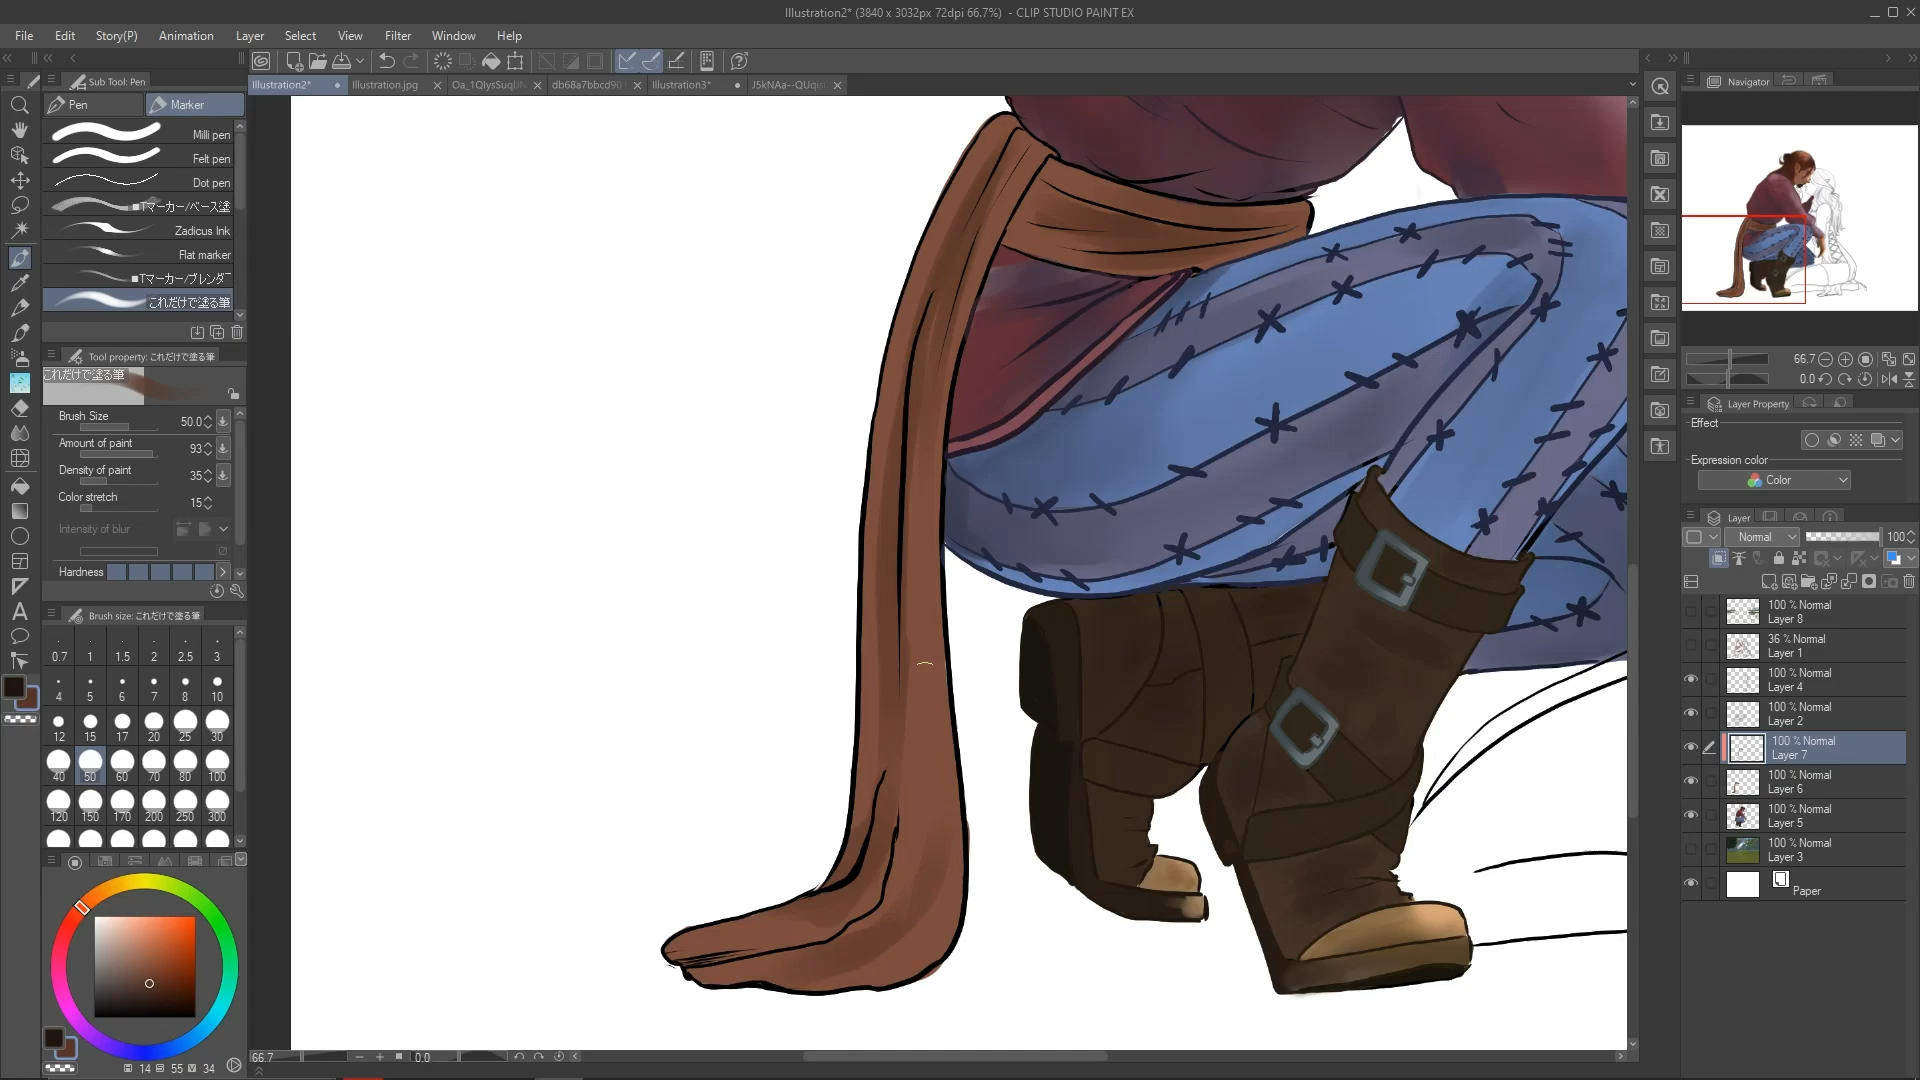 Illustration2* (3840 x 3032px 72dpi 66.7%) - CLIP STUDIO PAINT EX
File Edit Story(P) Animation Layer Select View Filter Window Help
Sub Tool: Pen
Illustration2* Illustration.jpg Oa_1QIysSuqIJN db68a7bbcd90 Illustration3* J5kNAa--QUqis
Navigator
Pen Marker
Milli pen
Felt pen
Dot pen
■Tマーカー/ベース塗
Zadicus Ink
Flat marker
■Tマーカー/ブレンダー
これだけで塗る筆
Tool property: これだけで塗る筆
これだけで塗る筆
Brush Size 50.0
Amount of paint 93
Density of paint 35
Color stretch 15
Intensity of blur
Hardness
Brush size: これだけで塗る筆
0.7 1 1.5 2 2.5 3
4 5 6 7 8 10
12 15 17 20 25 30
40 50 60 70 80 100
120 150 170 200 250 300
H 14 S 55 V 34
66.7 0.0
66.7
0.0
Layer Property
Effect
Expression color
Color
Layer
Normal 100
100 % Normal
Layer 8
36 % Normal
Layer 1
100 % Normal
Layer 4
100 % Normal
Layer 2
100 % Normal
Layer 7
100 % Normal
Layer 6
100 % Normal
Layer 5
100 % Normal
Layer 3
Paper